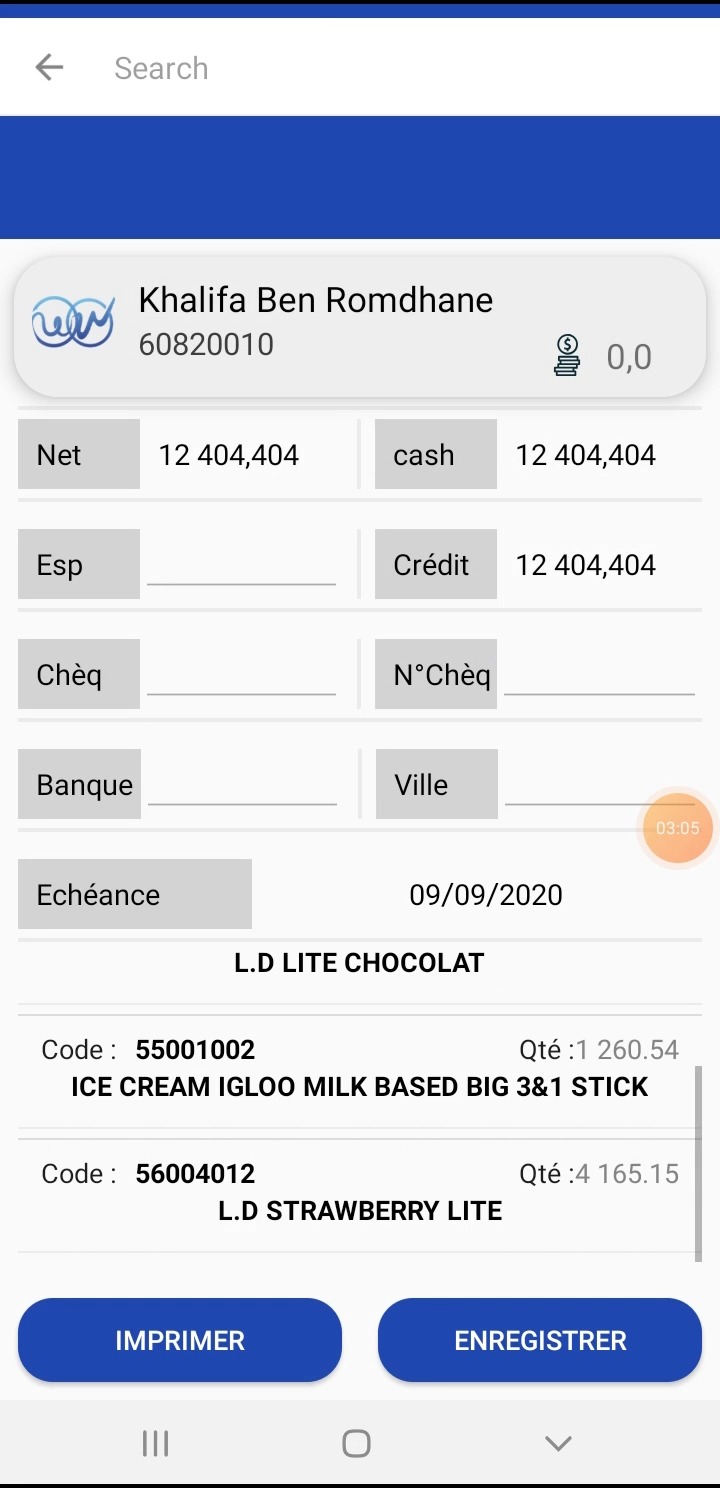 Search
Khalifa Ben Romdhane
60820010
0,0
Net 12 404,404 cash 12 404,404
Esp Crédit 12 404,404
Chèq N°Chèq
Banque Ville
03:05
Echéance 09/09/2020
L.D LITE CHOCOLAT
Code : 55001002 Qté :1 260.54
ICE CREAM IGLOO MILK BASED BIG 3&1 STICK
Code : 56004012 Qté :4 165.15
L.D STRAWBERRY LITE
IMPRIMER ENREGISTRER